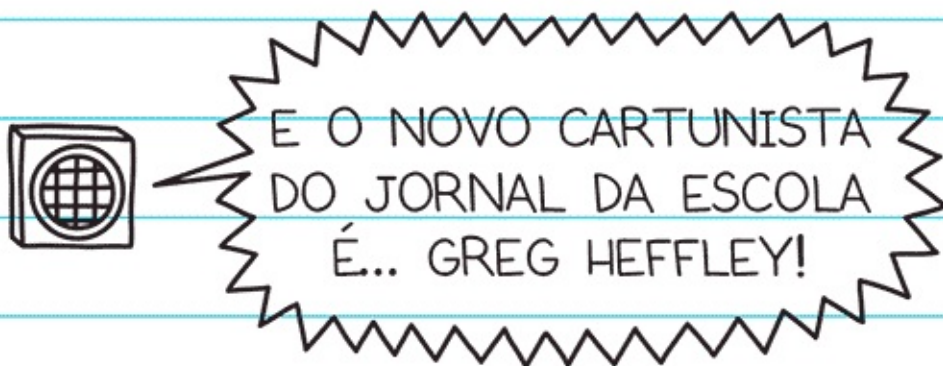 E O NOVO CARTUNISTA
DO JORNAL DA ESCOLA
É... GREG HEFFLEY!